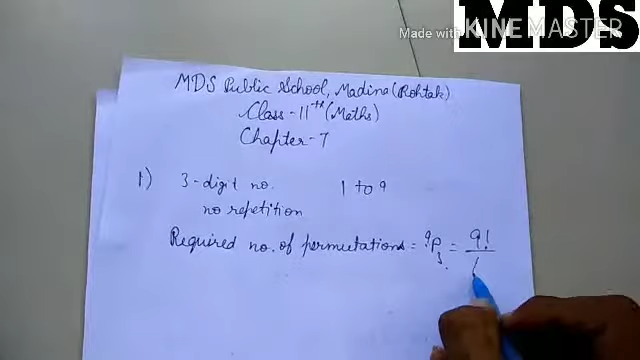 Made with KINEMASTER
MDS
MDS Public School, Madina (Rohtak)
Class-11th (Maths)
Chapter-7
1) 3-digit no. 1 to 9
no repetition
Required no. of permutations = ⁹P₃ = 9!/(